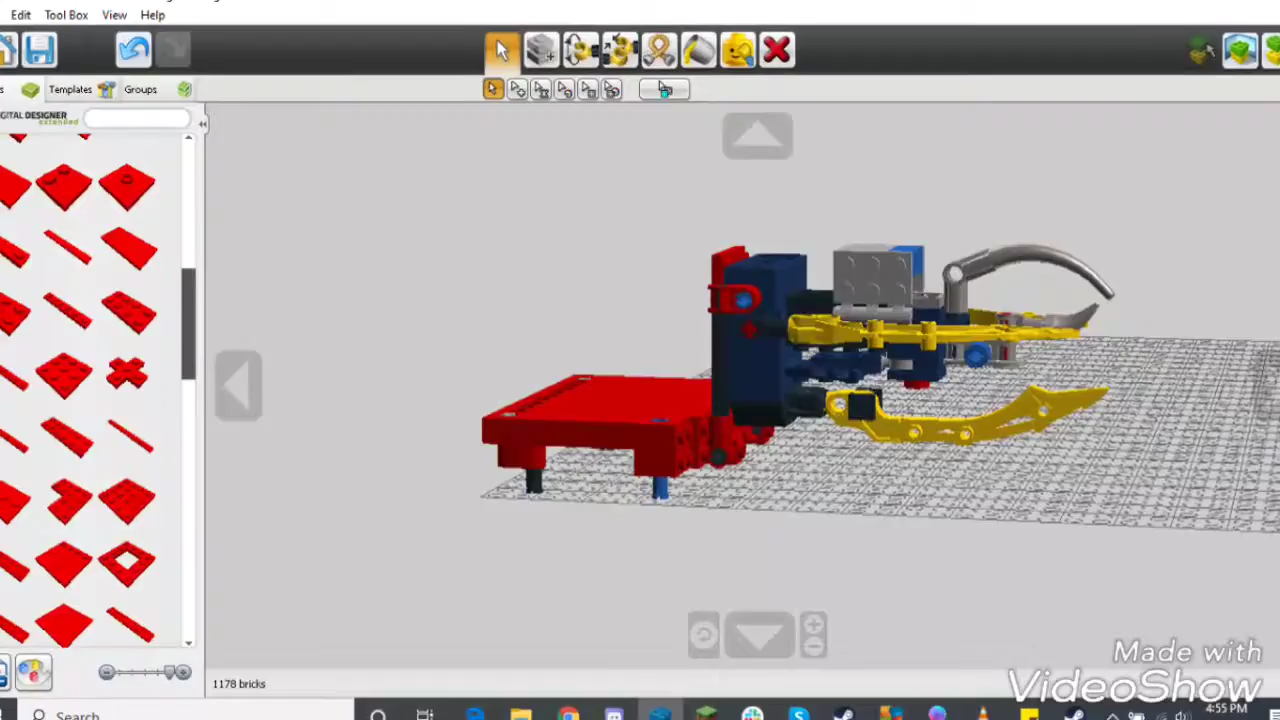 Edit Tool Box View Help
s Templates Groups
GITAL DESIGNER
extended
1178 bricks
Made with
VideoShow
Search
4:55 PM